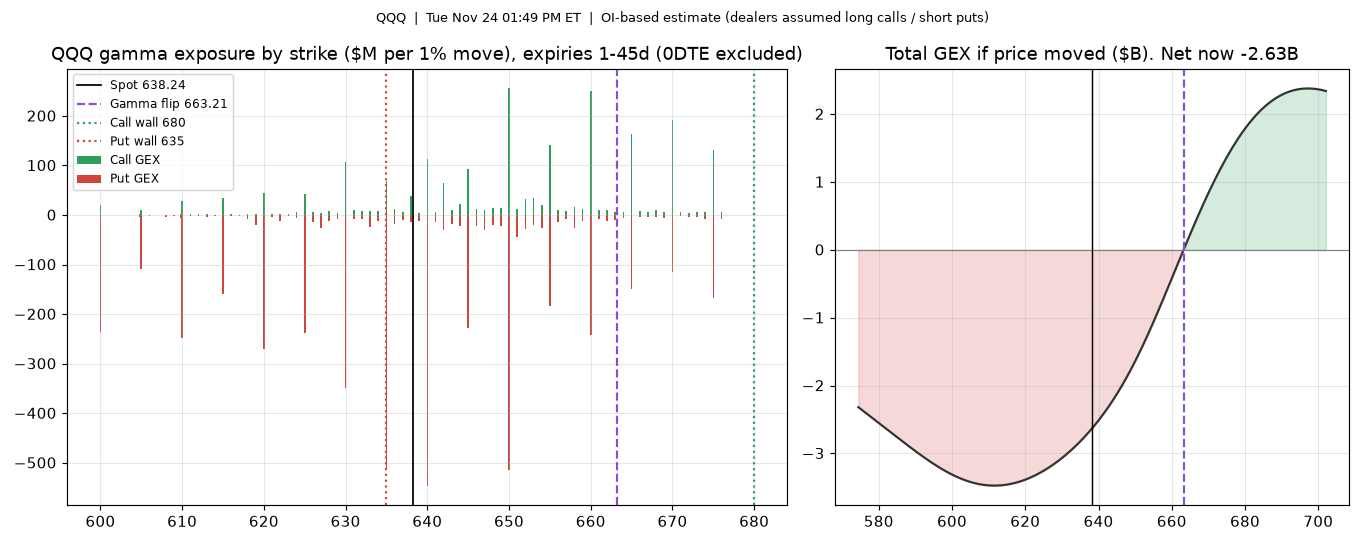 QQQ | Tue Nov 24 01:49 PM ET | OI-based estimate (dealers assumed long calls / short puts)
QQQ gamma exposure by strike ($M per 1% move), expiries 1-45d (0DTE excluded)
Spot 638.24
Gamma flip 663.21
Call wall 680
Put wall 635
Call GEX
Put GEX
200
100
0
−100
−200
−300
−400
−500
600 610 620 630 640 650 660 670 680
Total GEX if price moved ($B). Net now -2.63B
2
1
0
−1
−2
−3
580 600 620 640 660 680 700